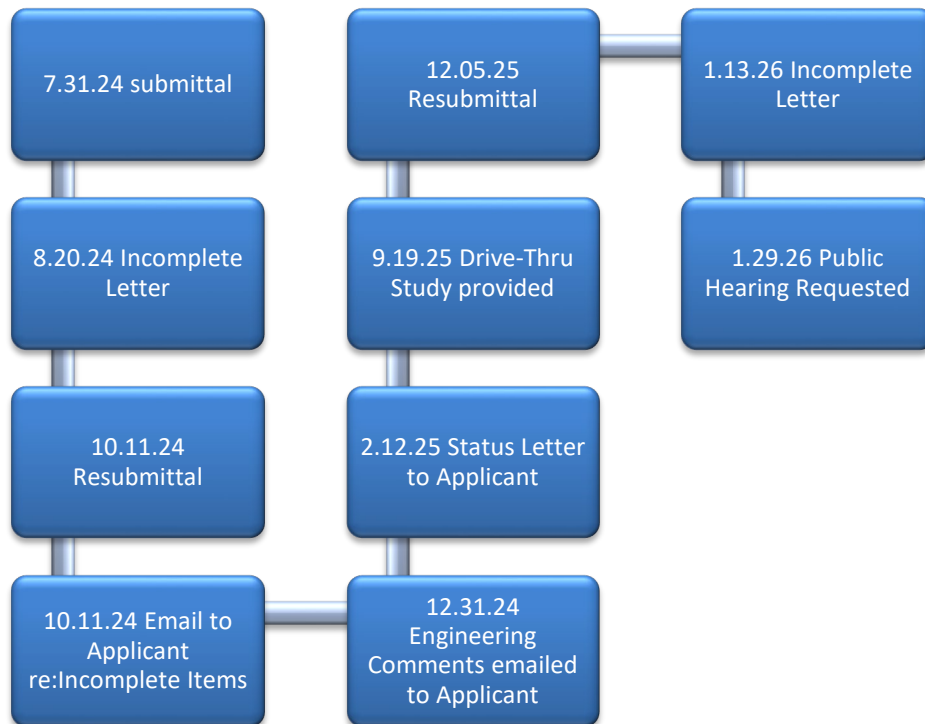 7.31.24 submittal
8.20.24 Incomplete
Letter
10.11.24
Resubmittal
10.11.24 Email to
Applicant
re:Incomplete Items
12.31.24
Engineering
Comments emailed
to Applicant
2.12.25 Status Letter
to Applicant
9.19.25 Drive-Thru
Study provided
12.05.25
Resubmittal
1.13.26 Incomplete
Letter
1.29.26 Public
Hearing Requested